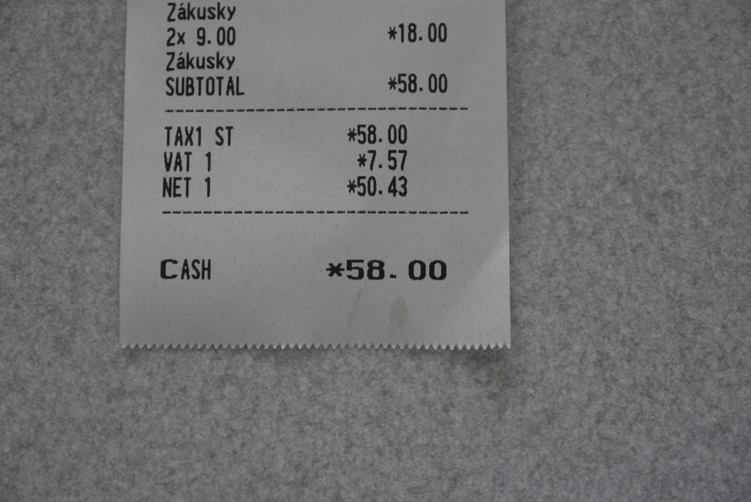 Zákusky
2x 9.00 *18.00
Zákusky
SUBTOTAL *58.00
TAX1 ST *58.00
VAT 1 *7.57
NET 1 *50.43
CASH *58.00